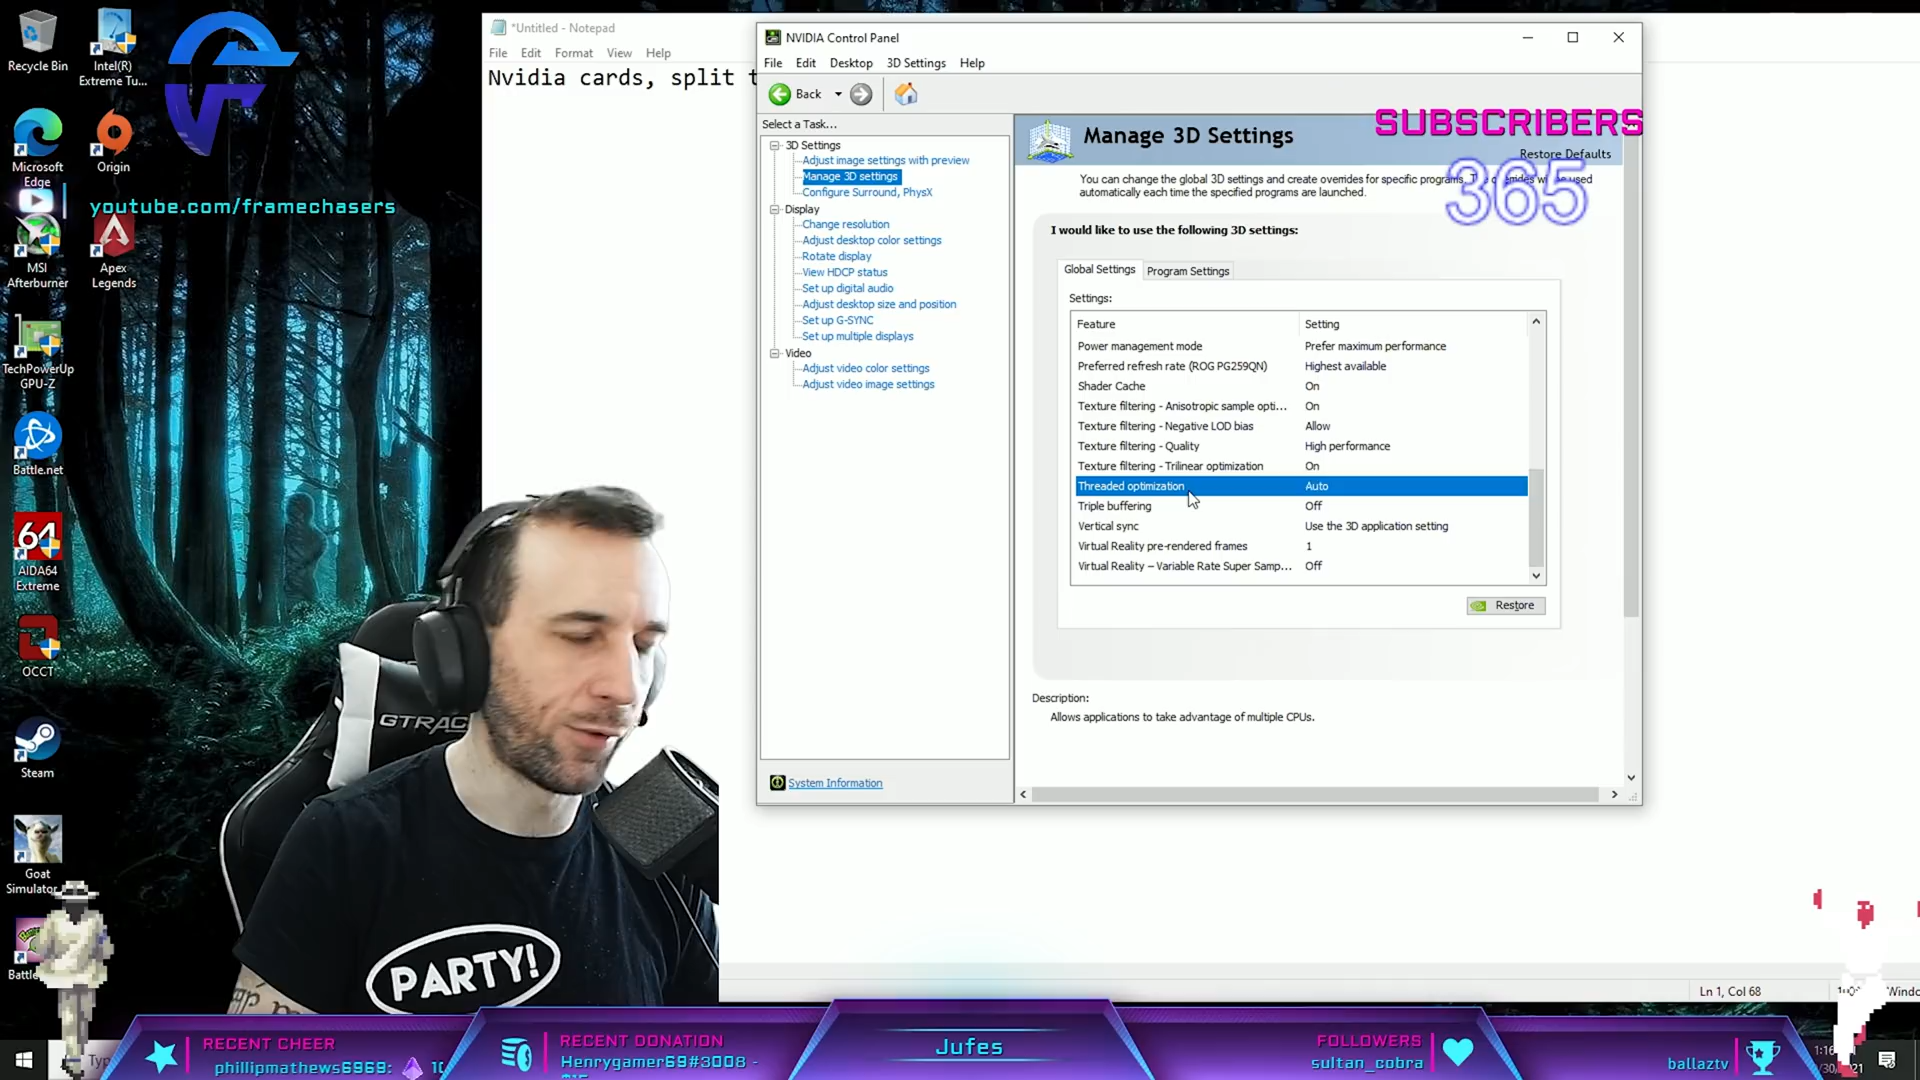 Recycle Bin
Intel(R)
Extreme Tu...
Microsoft
Edge
Origin
youtube.com/framechasers
MSI
Afterburner
Apex
Legends
TechPowerUp
GPU-Z
Battle.net
64
AIDA64
Extreme
OCCT
Steam
Goat
Simulator
*Untitled - Notepad
File Edit Format View Help
Nvidia cards, split
NVIDIA Control Panel
File Edit Desktop 3D Settings Help
Back
Select a Task...
3D Settings
Adjust image settings with preview
Manage 3D settings
Configure Surround, PhysX
Display
Change resolution
Adjust desktop color settings
Rotate display
View HDCP status
Set up digital audio
Adjust desktop size and position
Set up G-SYNC
Set up multiple displays
Video
Adjust video color settings
Adjust video image settings
System Information
Manage 3D Settings
SUBSCRIBERS
365
Restore Defaults
You can change the global 3D settings and create overrides for specific programs. The overrides will be used
automatically each time the specified programs are launched.
I would like to use the following 3D settings:
Global Settings Program Settings
Settings:
Feature Setting
Power management mode Prefer maximum performance
Preferred refresh rate (ROG PG259QN) Highest available
Shader Cache On
Texture filtering - Anisotropic sample opti... On
Texture filtering - Negative LOD bias Allow
Texture filtering - Quality High performance
Texture filtering - Trilinear optimization On
Threaded optimization Auto
Triple buffering Off
Vertical sync Use the 3D application setting
Virtual Reality pre-rendered frames 1
Virtual Reality – Variable Rate Super Samp... Off
Restore
Description:
Allows applications to take advantage of multiple CPUs.
GTRAC
PARTY!
Ln 1, Col 68
RECENT CHEER
phillipmathews6969:
RECENT DONATION
Henrygamer69#3008 -
Jufes
FOLLOWERS
sultan_cobra
ballaztv